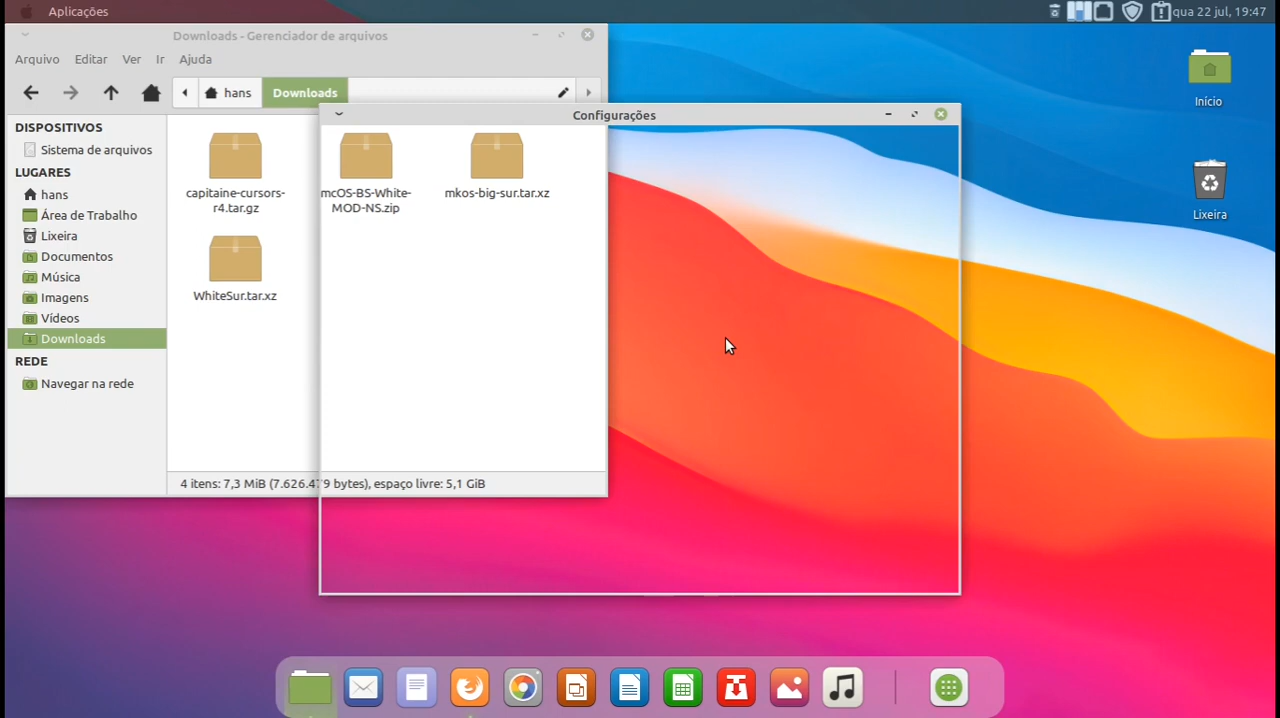 Aplicações
qua 22 jul, 19:47
Downloads - Gerenciador de arquivos
Arquivo Editar Ver Ir Ajuda
hans Downloads
DISPOSITIVOS
Sistema de arquivos
LUGARES
hans
Área de Trabalho
Lixeira
Documentos
Música
Imagens
Vídeos
Downloads
REDE
Navegar na rede
capitaine-cursors-
r4.tar.gz
mcOS-BS-White-
MOD-NS.zip
mkos-big-sur.tar.xz
WhiteSur.tar.xz
4 itens: 7,3 MiB (7.626.479 bytes), espaço livre: 5,1 GiB
Configurações
Início
Lixeira